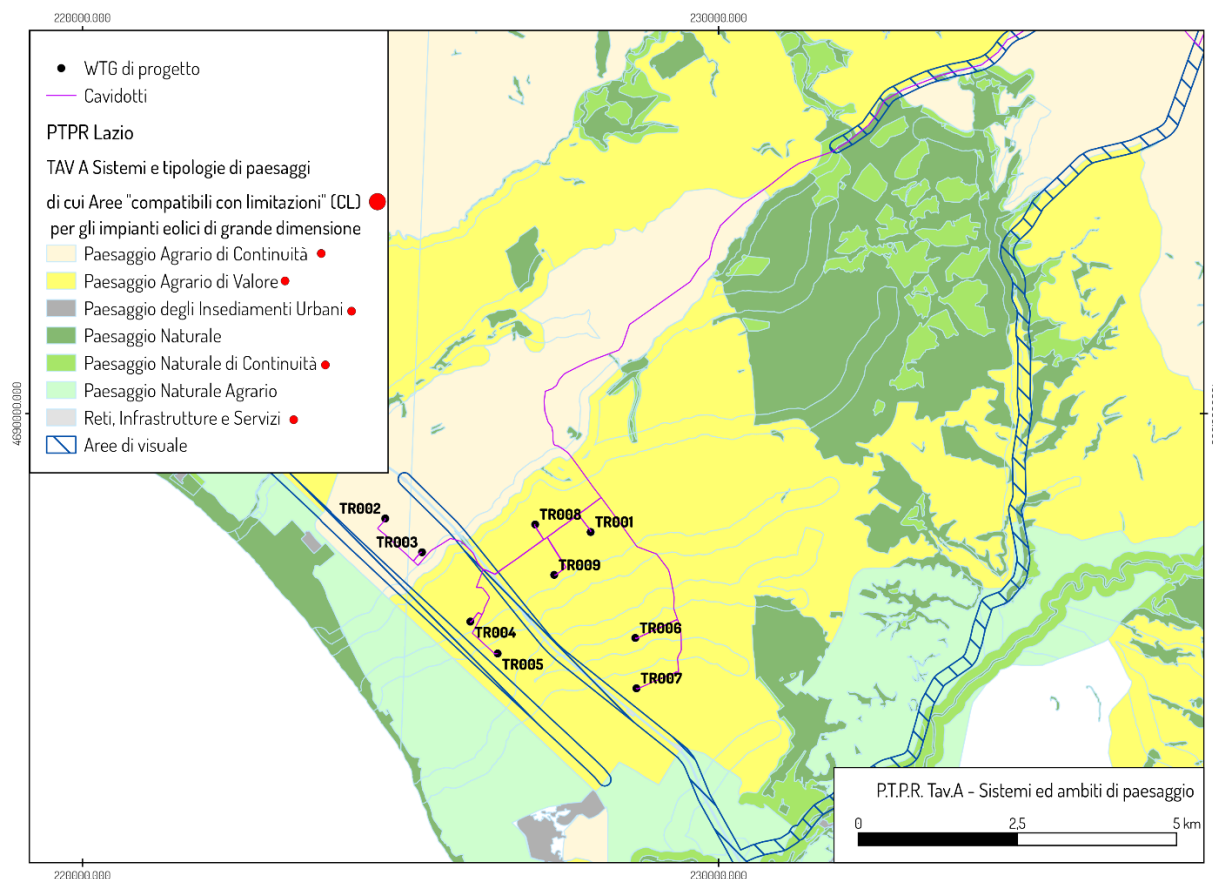 220000.000
230000.000
WTG di progetto
Cavidotti
PTPR Lazio
TAV A Sistemi e tipologie di paesaggi
di cui Aree "compatibili con limitazioni" (CL)
per gli impianti eolici di grande dimensione
Paesaggio Agrario di Continuità
Paesaggio Agrario di Valore
Paesaggio degli Insediamenti Urbani
Paesaggio Naturale
Paesaggio Naturale di Continuità
Paesaggio Naturale Agrario
Reti, Infrastrutture e Servizi
Aree di visuale
4690000.000
TR002
TR008
TR001
TR003
TR009
TR004
TR006
TR005
TR007
P.T.P.R. Tav.A - Sistemi ed ambiti di paesaggio
0
2,5
5 km
220000.000
230000.000